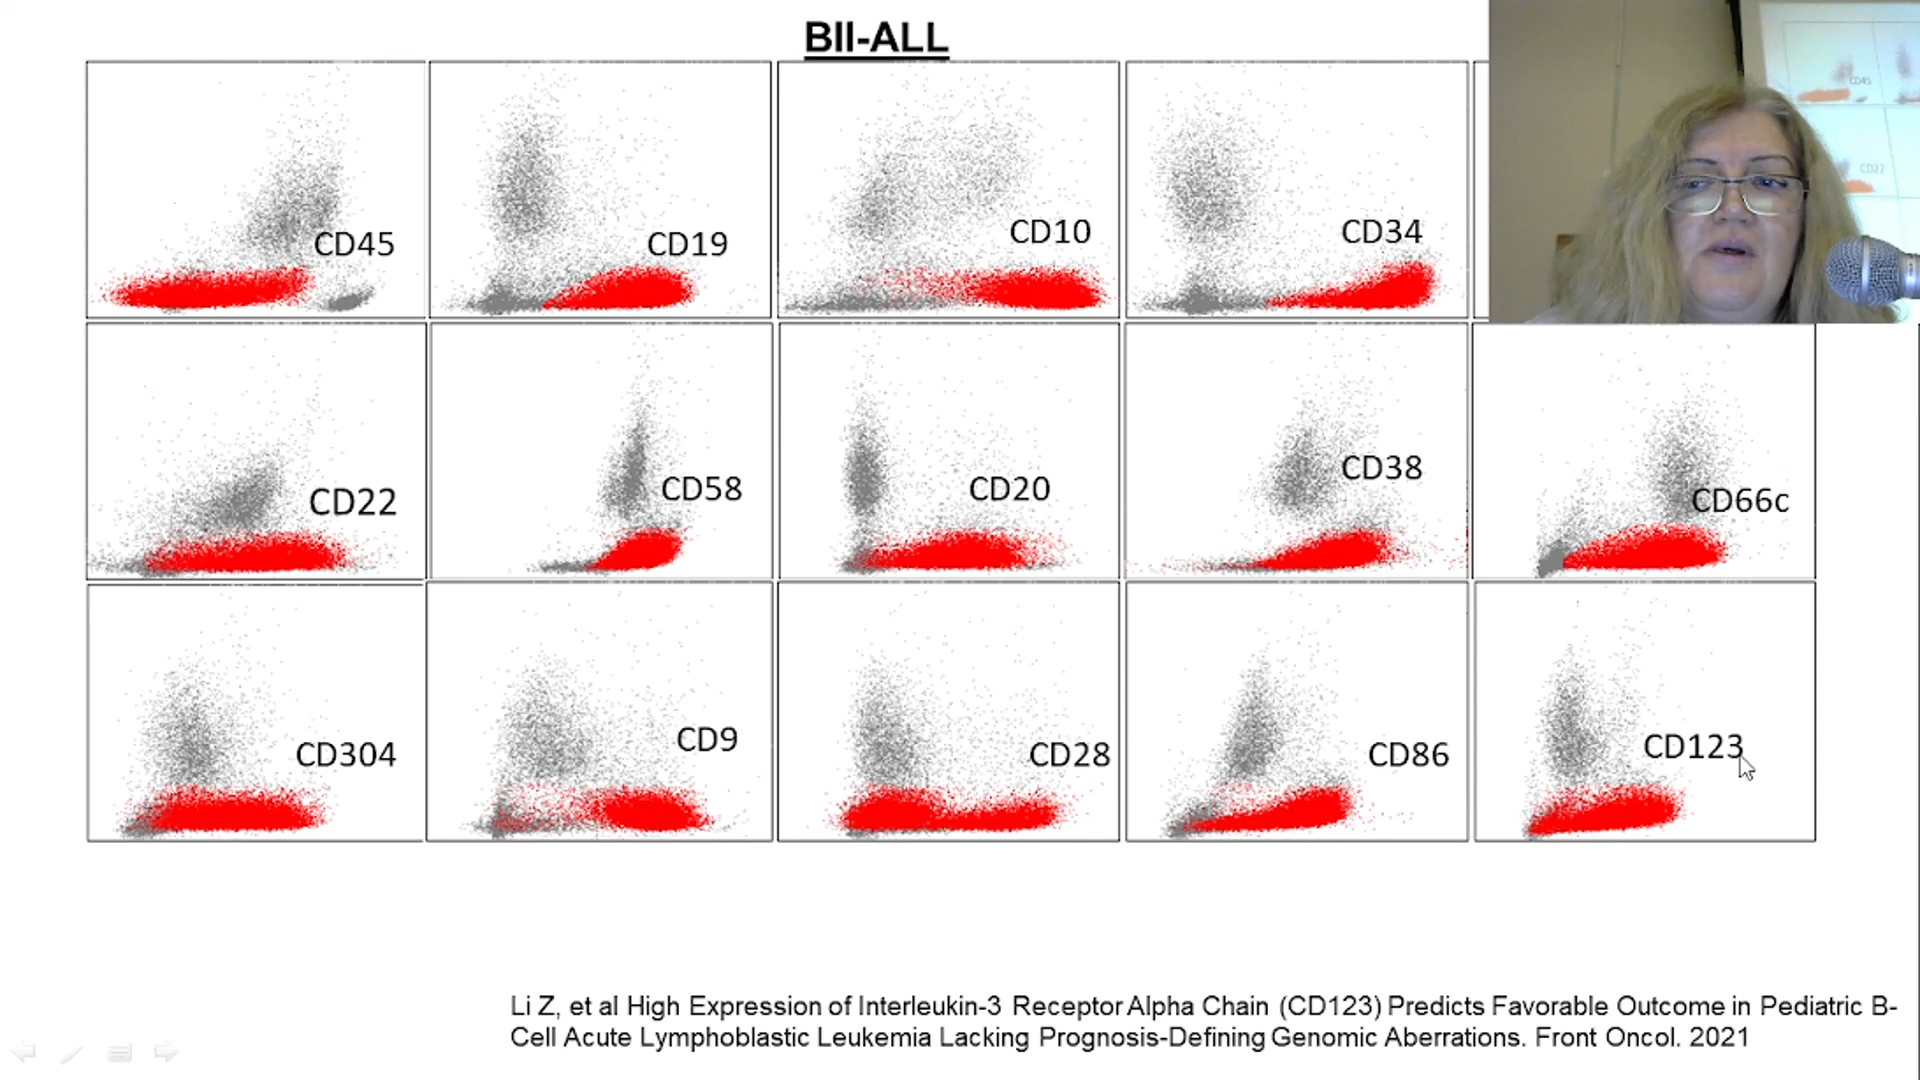 BII-ALL
CD45
CD19
CD10
CD34
CD22
CD58
CD20
CD38
CD66c
CD304
CD9
CD28
CD86
CD123
Li Z, et al High Expression of Interleukin-3 Receptor Alpha Chain (CD123) Predicts Favorable Outcome in Pediatric B-
Cell Acute Lymphoblastic Leukemia Lacking Prognosis-Defining Genomic Aberrations. Front Oncol. 2021
CD45
CD22